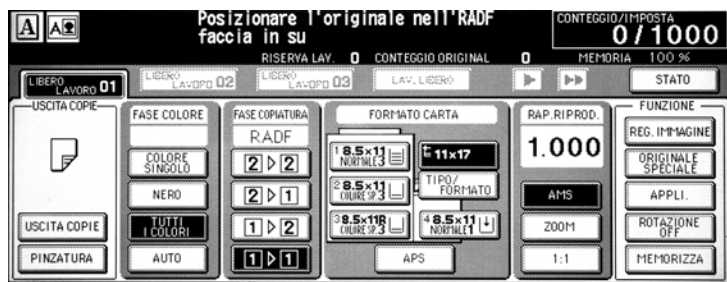 A A
Posizionare l'originale nell'RADF
faccia in su
CONTEGGIO/IMPOSTA
0/1000
RISERVA LAV. 0 CONTEGGIO ORIGINAL 0 MEMORIA 100 %
LIBERO
LAVORO 01
LIBERO
LAVORO 02
LIBERO
LAVORO 03
LAV. LIBERO
STATO
USCITA COPIE
USCITA COPIE
PINZATURA
FASE COLORE
COLORE
SINGOLO
NERO
TUTTI
I COLORI
AUTO
FASE COPIATURA
RADF
2 ▷ 2
2 ▷ 1
1 ▷ 2
1 ▷ 1
FORMATO CARTA
1 8.5×11
NORMALE 3
2 8.5×11
COLORE SP. 3
3 8.5×11R
COLORE SP. 3
11×17
TIPO/
FORMATO
4 8.5×11
NORMALE 1
APS
RAP.RIPROD.
1.000
AMS
ZOOM
1:1
FUNZIONE
REG. IMMAGINE
ORIGINALE
SPECIALE
APPLI.
ROTAZIONE
OFF
MEMORIZZA